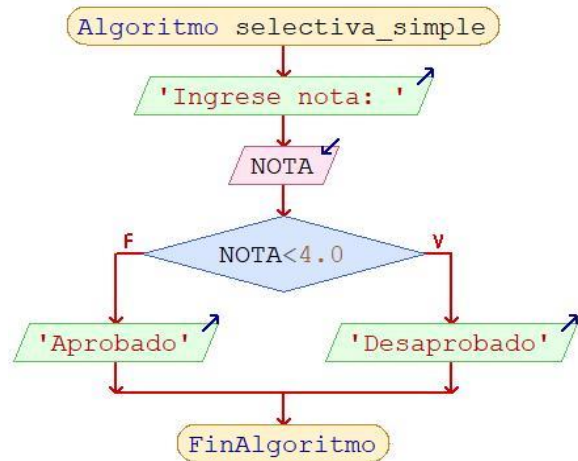 Algoritmo selectiva_simple
'Ingrese nota: '
NOTA
F
V
NOTA<4.0
'Aprobado'
'Desaprobado'
FinAlgoritmo